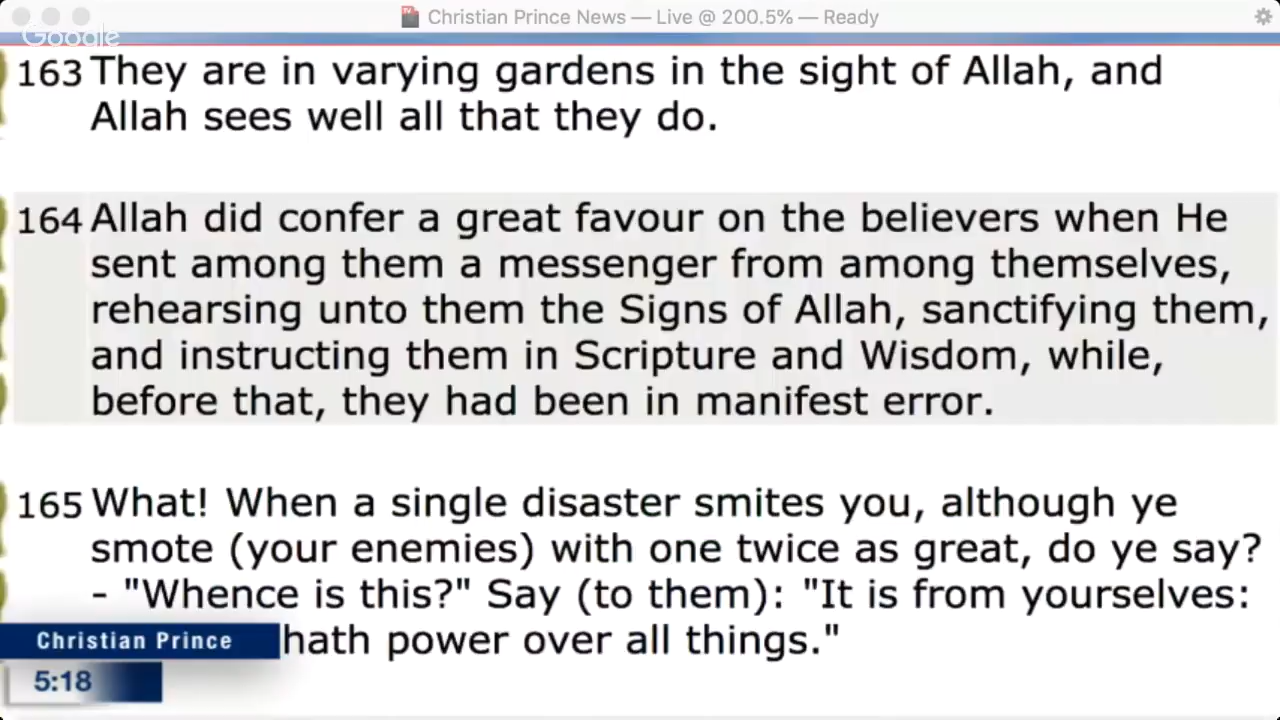 Christian Prince News — Live @ 200.5% — Ready
Google
163 They are in varying gardens in the sight of Allah, and
Allah sees well all that they do.
164 Allah did confer a great favour on the believers when He
sent among them a messenger from among themselves,
rehearsing unto them the Signs of Allah, sanctifying them,
and instructing them in Scripture and Wisdom, while,
before that, they had been in manifest error.
165 What! When a single disaster smites you, although ye
smote (your enemies) with one twice as great, do ye say?
- "Whence is this?" Say (to them): "It is from yourselves:
Christian Prince hath power over all things."
5:18